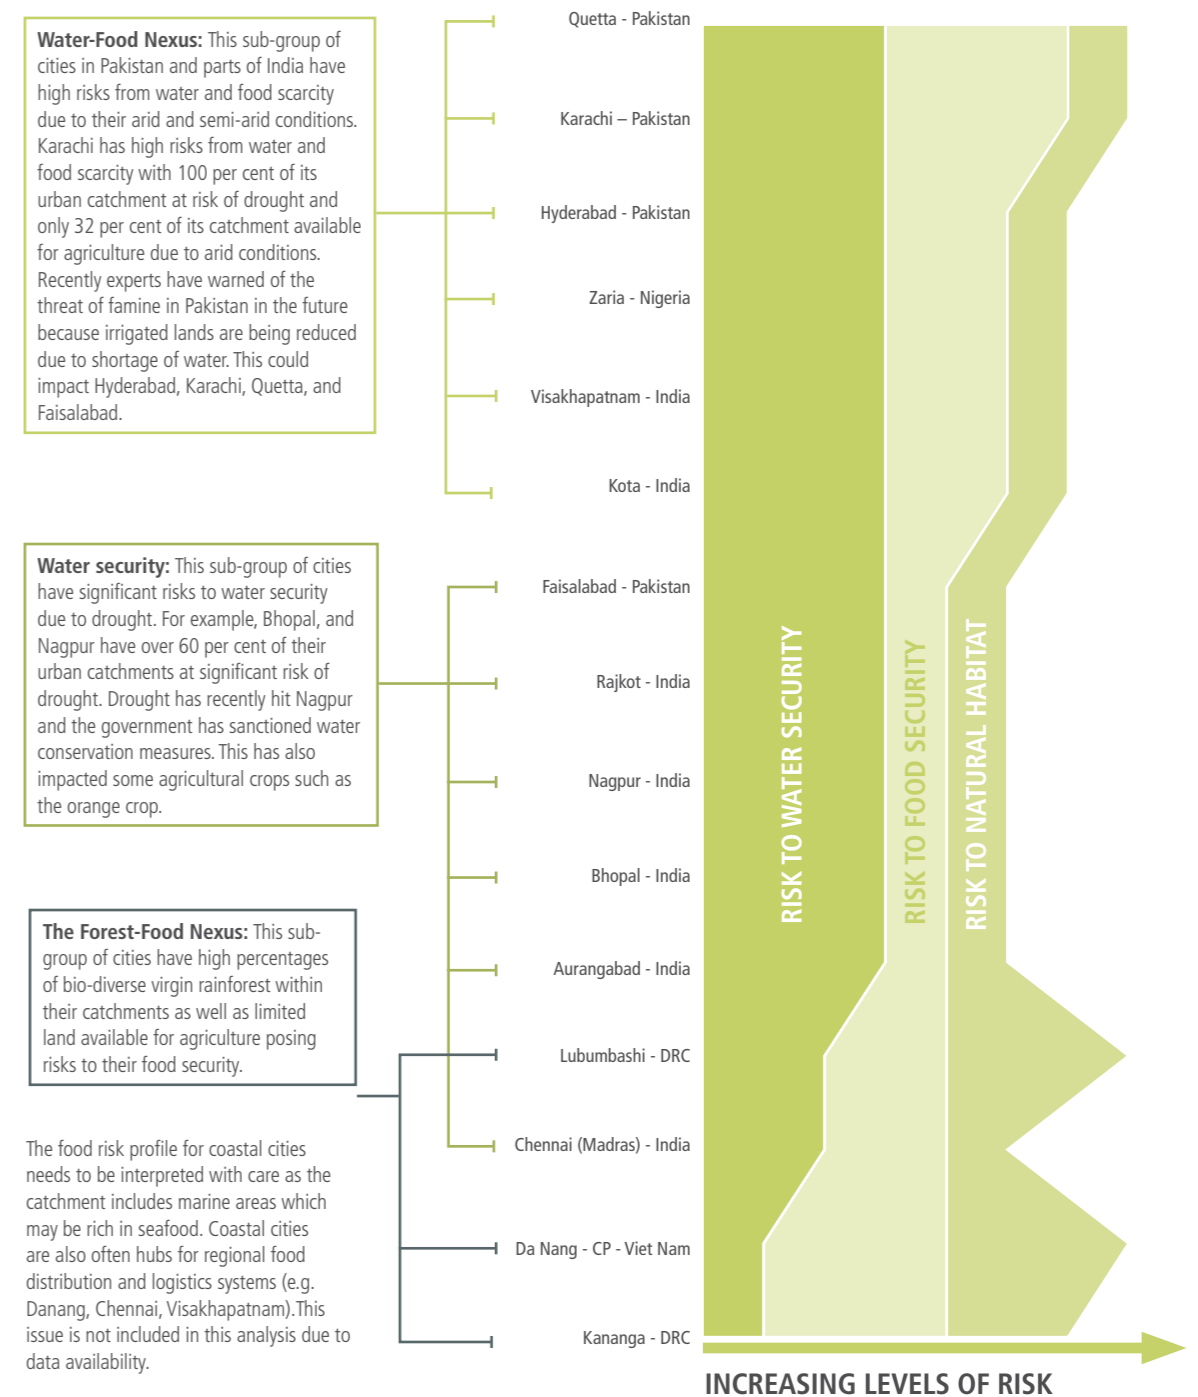 Water-Food Nexus: This sub-group of
cities in Pakistan and parts of India have
high risks from water and food scarcity
due to their arid and semi-arid conditions.
Karachi has high risks from water and
food scarcity with 100 per cent of its
urban catchment at risk of drought and
only 32 per cent of its catchment available
for agriculture due to arid conditions.
Recently experts have warned of the
threat of famine in Pakistan in the future
because irrigated lands are being reduced
due to shortage of water. This could
impact Hyderabad, Karachi, Quetta, and
Faisalabad.
Water security: This sub-group of cities
have significant risks to water security
due to drought. For example, Bhopal, and
Nagpur have over 60 per cent of their
urban catchments at significant risk of
drought. Drought has recently hit Nagpur
and the government has sanctioned water
conservation measures. This has also
impacted some agricultural crops such as
the orange crop.
The Forest-Food Nexus: This sub-
group of cities have high percentages
of bio-diverse virgin rainforest within
their catchments as well as limited
land available for agriculture posing
risks to their food security.
The food risk profile for coastal cities
needs to be interpreted with care as the
catchment includes marine areas which
may be rich in seafood. Coastal cities
are also often hubs for regional food
distribution and logistics systems (e.g.
Danang, Chennai, Visakhapatnam).This
issue is not included in this analysis due to
data availability.
Quetta - Pakistan
Karachi – Pakistan
Hyderabad - Pakistan
Zaria - Nigeria
Visakhapatnam - India
Kota - India
Faisalabad - Pakistan
Rajkot - India
Nagpur - India
Bhopal - India
Aurangabad - India
Lubumbashi - DRC
Chennai (Madras) - India
Da Nang - CP - Viet Nam
Kananga - DRC
RISK TO WATER SECURITY
RISK TO FOOD SECURITY
RISK TO NATURAL HABITAT
INCREASING LEVELS OF RISK